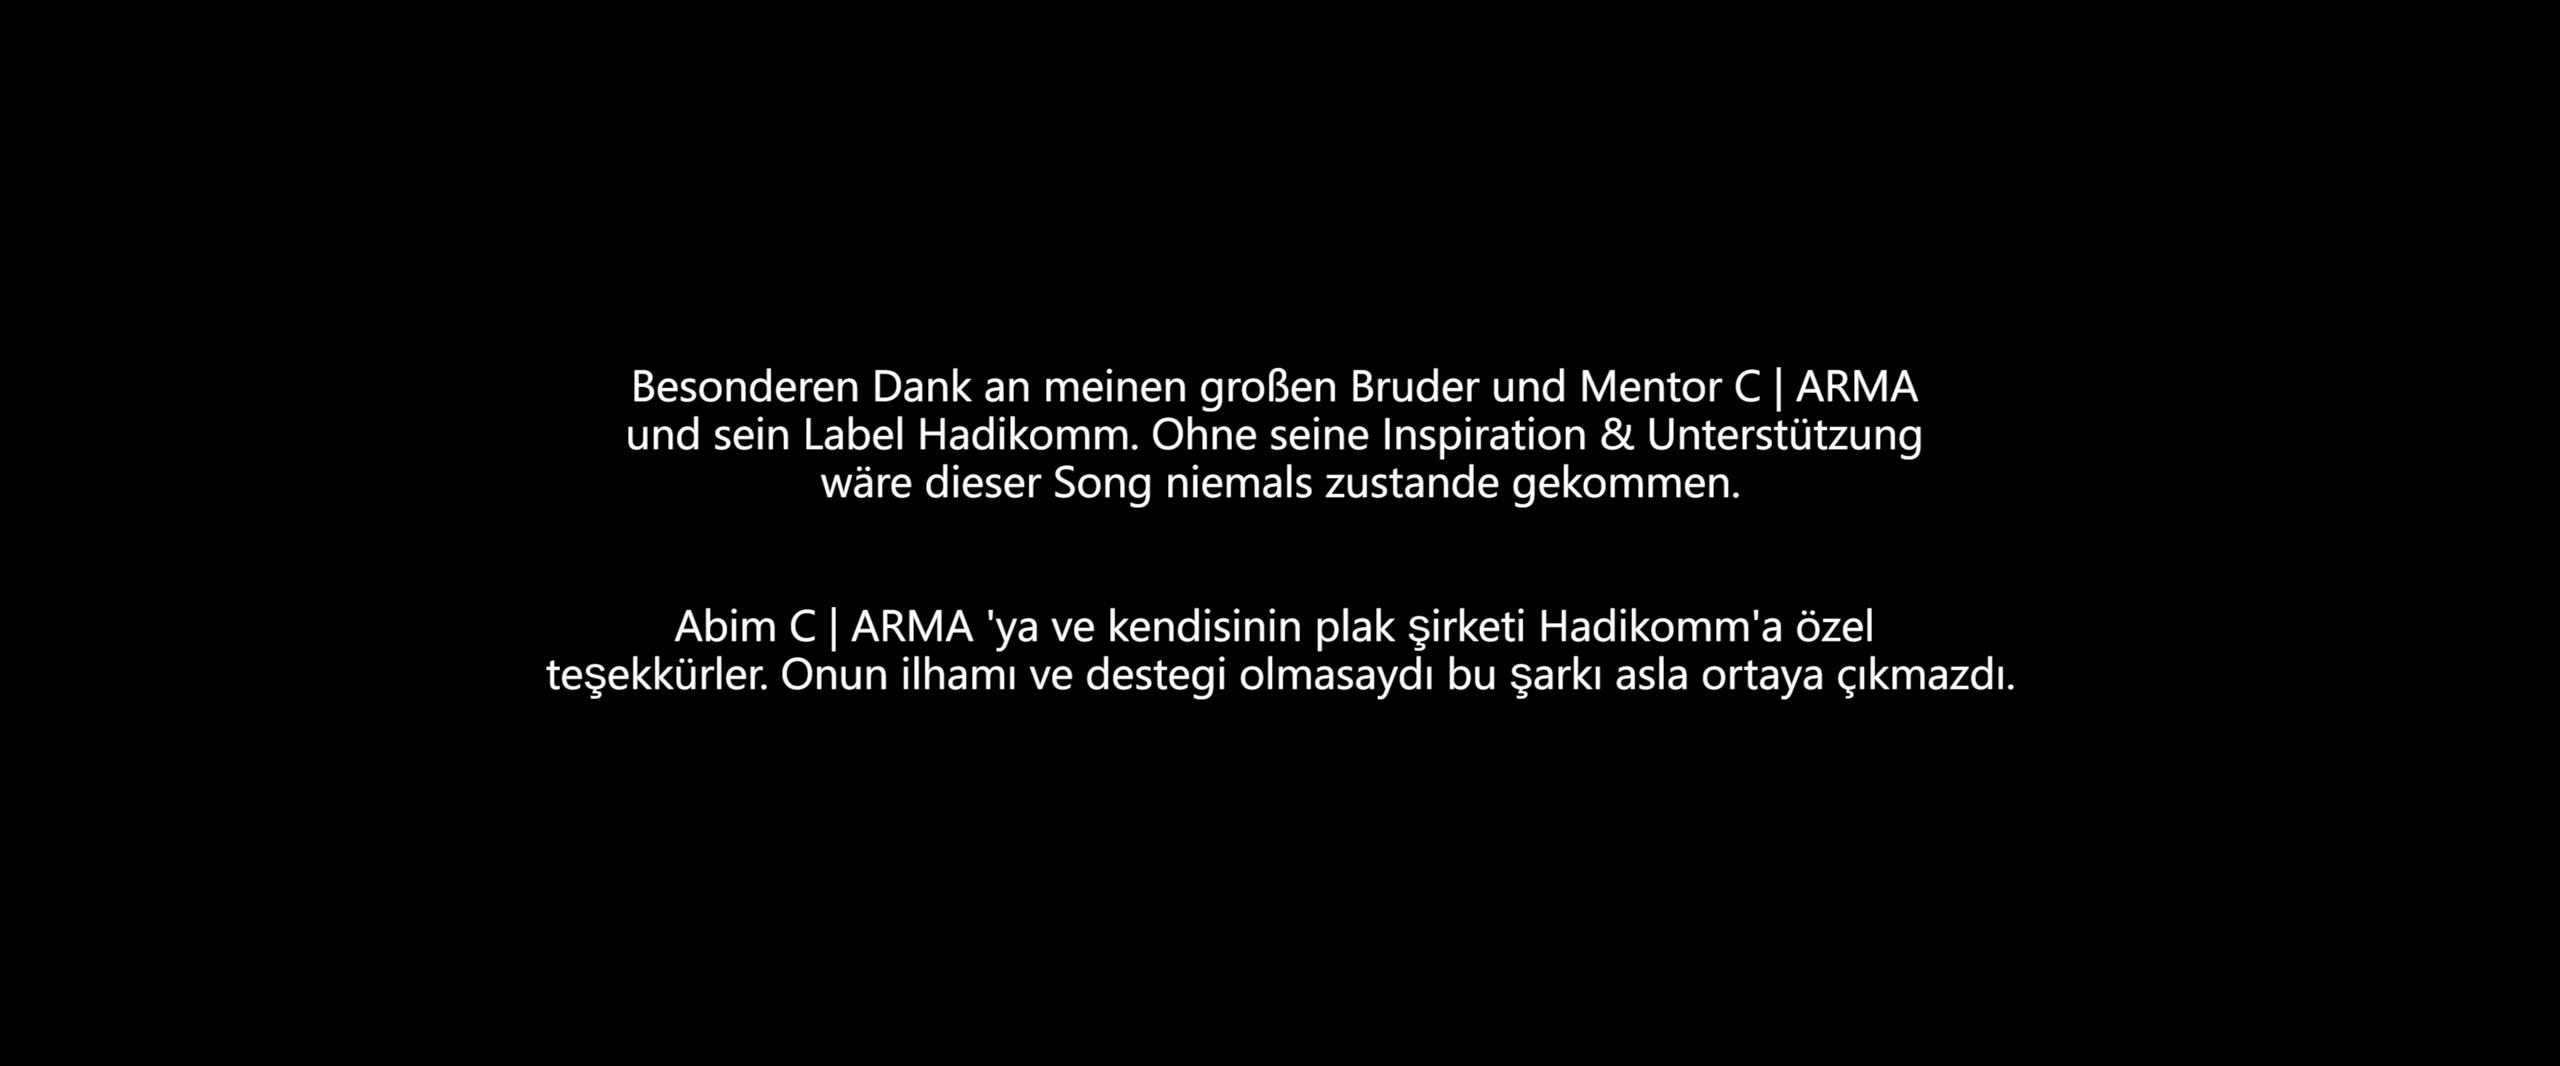 Besonderen Dank an meinen großen Bruder und Mentor C | ARMA
und sein Label Hadikomm. Ohne seine Inspiration & Unterstützung
wäre dieser Song niemals zustande gekommen.
Abim C | ARMA 'ya ve kendisinin plak şirketi Hadikomm'a özel
teşekkürler. Onun ilhamı ve destegi olmasaydı bu şarkı asla ortaya çıkmazdı.